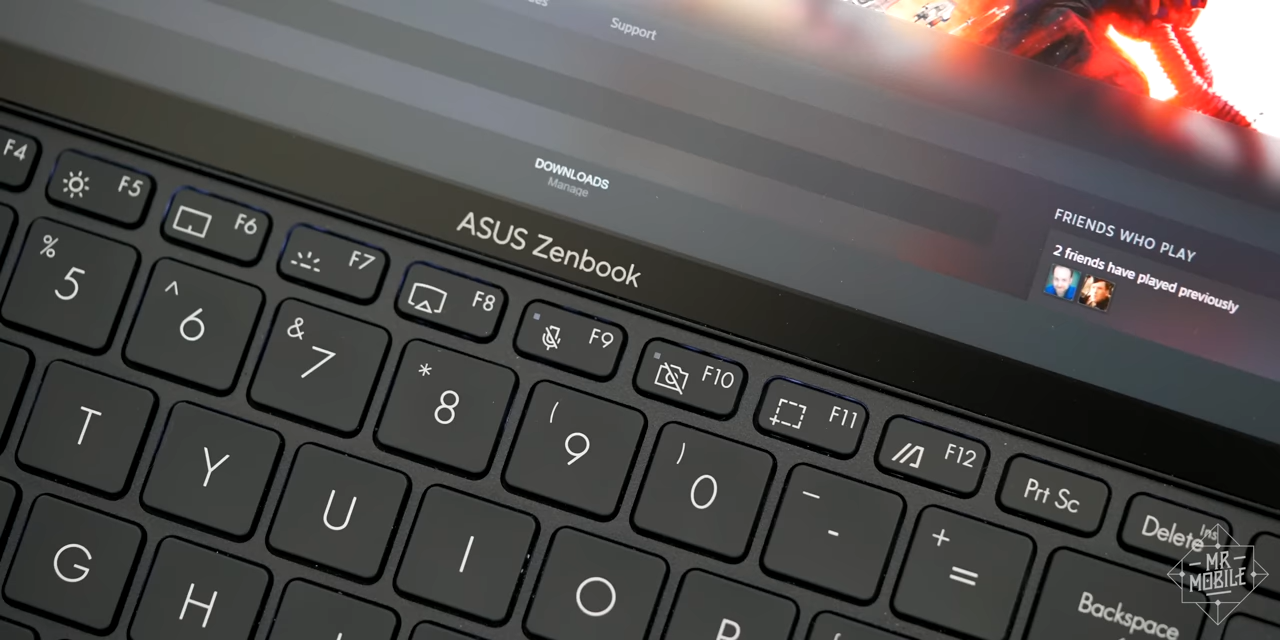 Support
DOWNLOADS
Manage
FRIENDS WHO PLAY
2 friends have played previously
ASUS Zenbook
F4 F5 F6 F7 F8 F9 F10 F11 F12 Prt Sc Delete Ins
% 5 ^ 6 & 7 * 8 ( 9 ) 0 _ - + = Backspace
T Y U I O P
G H
MR
MOBILE